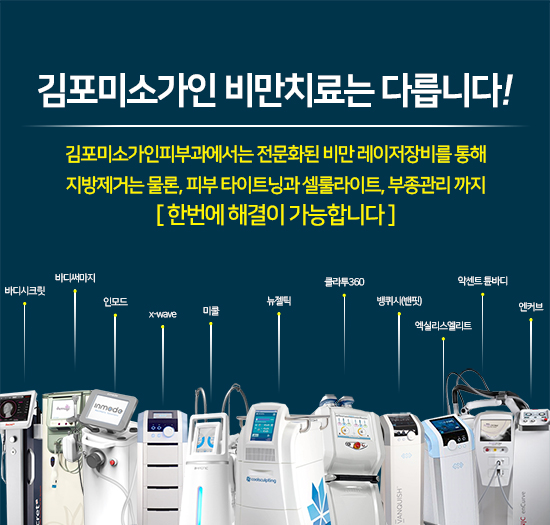 김포미소가인 비만치료는 다릅니다!
김포미소가인피부과에서는 전문화된 비만 레이저장비를 통해
지방제거는 물론, 피부 타이트닝과 셀룰라이트, 부종관리 까지
[ 한번에 해결이 가능합니다 ]
바디시크릿
바디써마지
인모드
x-wave
미쿨
뉴젤틱
쿨라투360
뱅퀴시(밴핏)
엑실리스엘리트
악센트 튠바디
엔커브
inmode
coolsculpting
VANQUISH